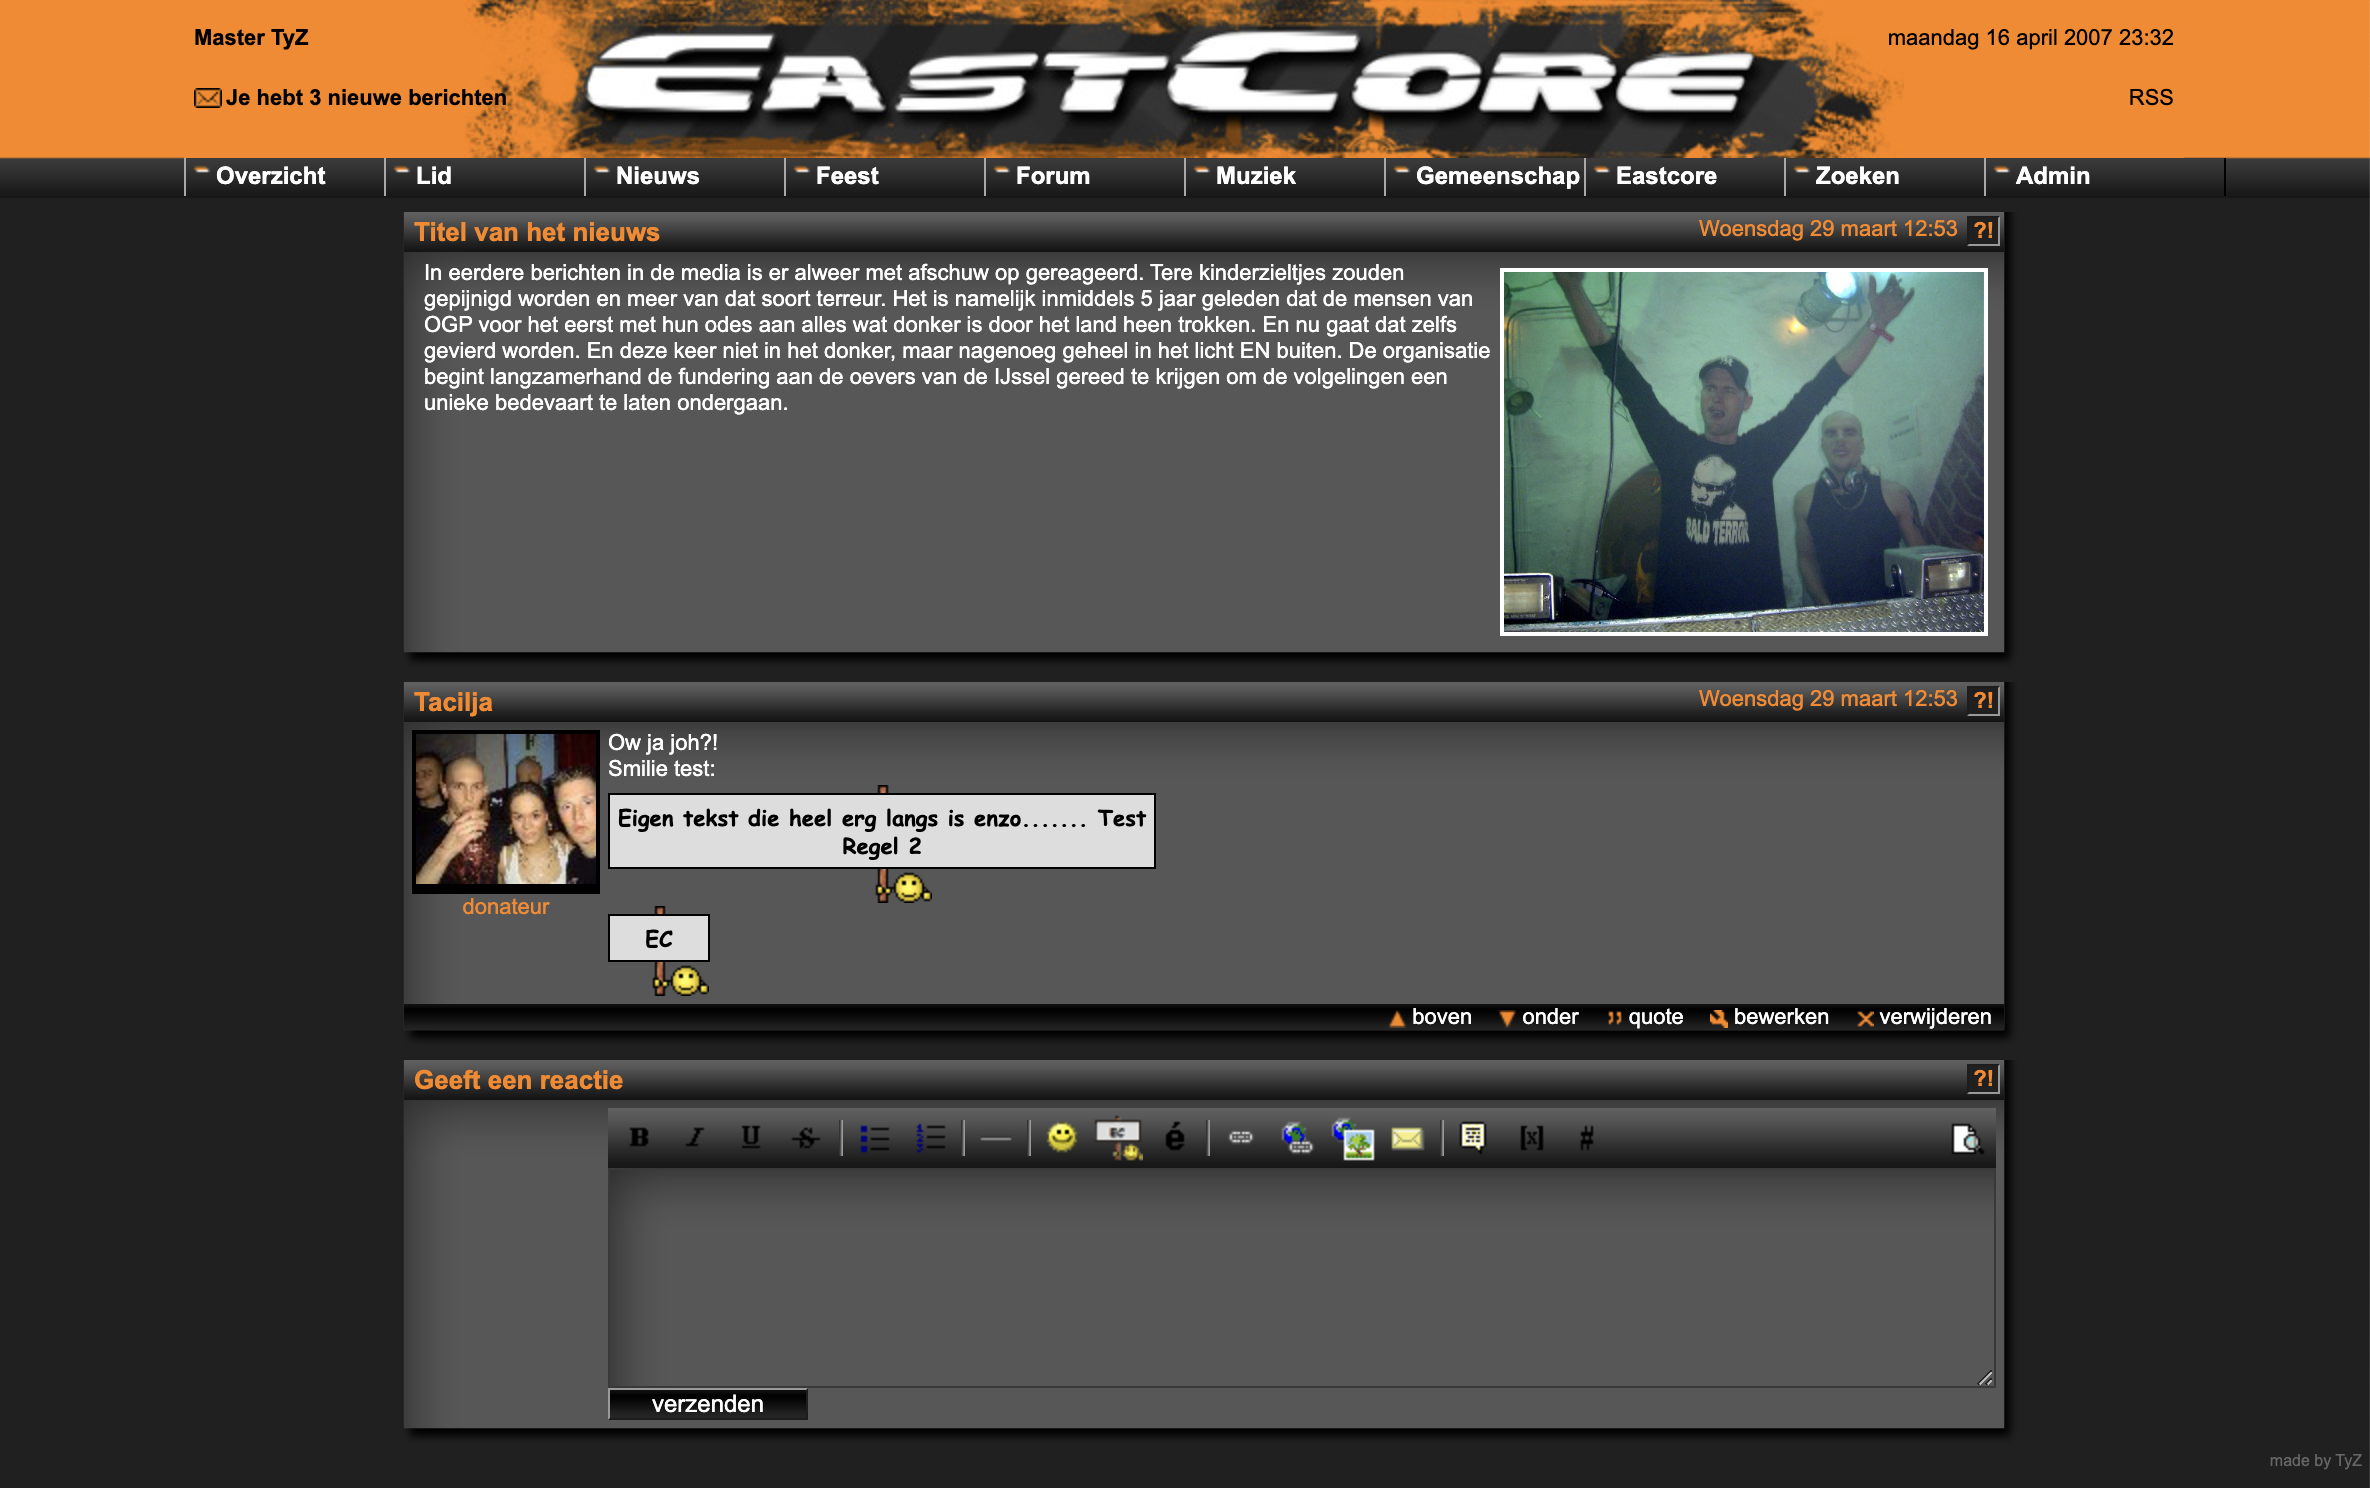 Master TyZ
EastCore
maandag 16 april 2007 23:32
Je hebt 3 nieuwe berichten
RSS
Overzicht Lid Nieuws Feest Forum Muziek Gemeenschap Eastcore Zoeken Admin
Titel van het nieuws
Woensdag 29 maart 12:53 ?!
In eerdere berichten in de media is er alweer met afschuw op gereageerd. Tere kinderzieltjes zouden
gepijnigd worden en meer van dat soort terreur. Het is namelijk inmiddels 5 jaar geleden dat de mensen van
OGP voor het eerst met hun odes aan alles wat donker is door het land heen trokken. En nu gaat dat zelfs
gevierd worden. En deze keer niet in het donker, maar nagenoeg geheel in het licht EN buiten. De organisatie
begint langzamerhand de fundering aan de oevers van de IJssel gereed te krijgen om de volgelingen een
unieke bedevaart te laten ondergaan.
BALD TERROR
Tacilja
Woensdag 29 maart 12:53 ?!
Ow ja joh?!
Smilie test:
Eigen tekst die heel erg langs is enzo....... Test
Regel 2
donateur
EC
boven onder quote bewerken verwijderen
Geeft een reactie
?!
B I U S EC é [x] #
verzenden
made by TyZ